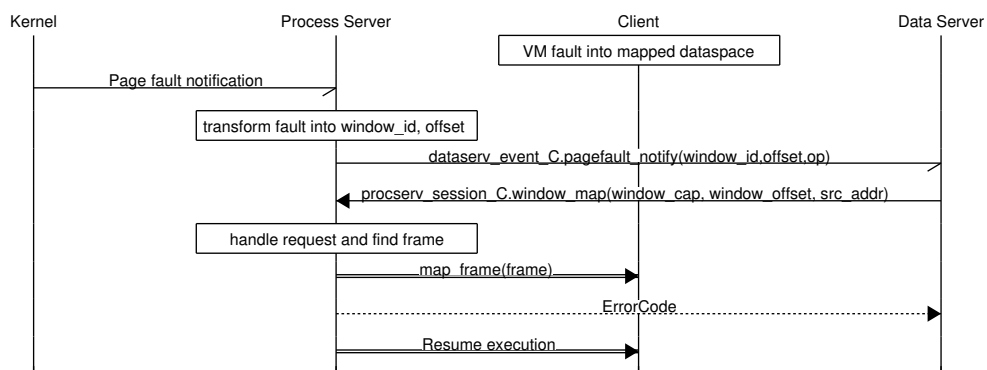 Kernel
Process Server
Client
Data Server
VM fault into mapped dataspace
Page fault notification
transform fault into window_id, offset
dataserv_event_C.pagefault_notify(window_id,offset,op)
procserv_session_C.window_map(window_cap, window_offset, src_addr)
handle request and find frame
map_frame(frame)
ErrorCode
Resume execution